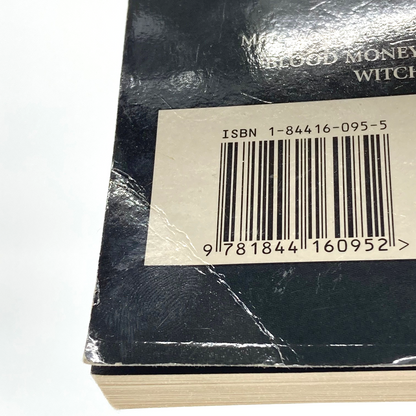 BLOOD MONEY
WITCH
ISBN 1-84416-095-5
9 781844 160952 >